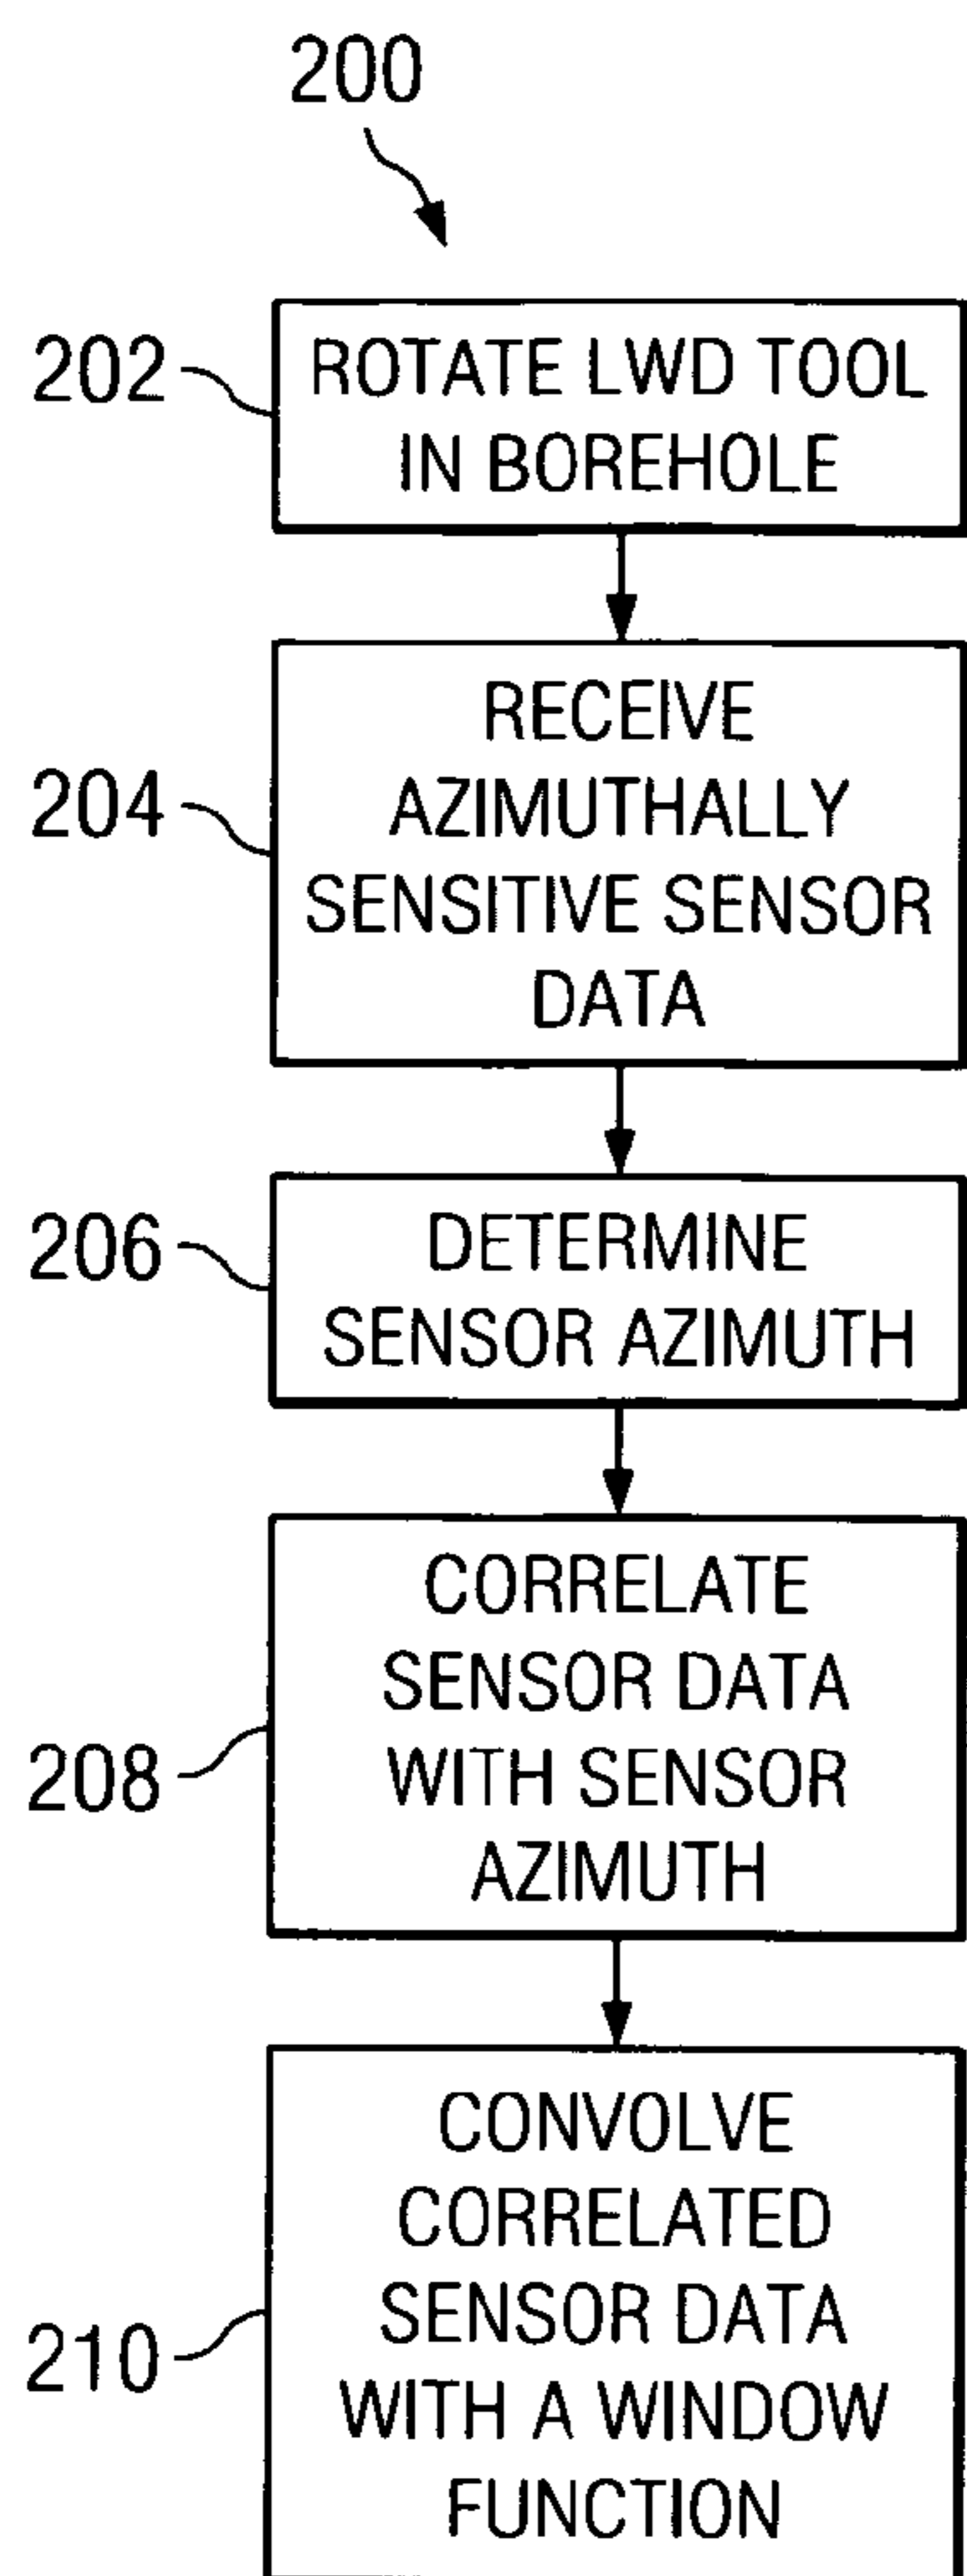 200
202
ROTATE LWD TOOL
IN BOREHOLE
204
RECEIVE
AZIMUTHALLY
SENSITIVE SENSOR
DATA
206
DETERMINE
SENSOR AZIMUTH
208
CORRELATE
SENSOR DATA
WITH SENSOR
AZIMUTH
210
CONVOLVE
CORRELATED
SENSOR DATA
WITH A WINDOW
FUNCTION